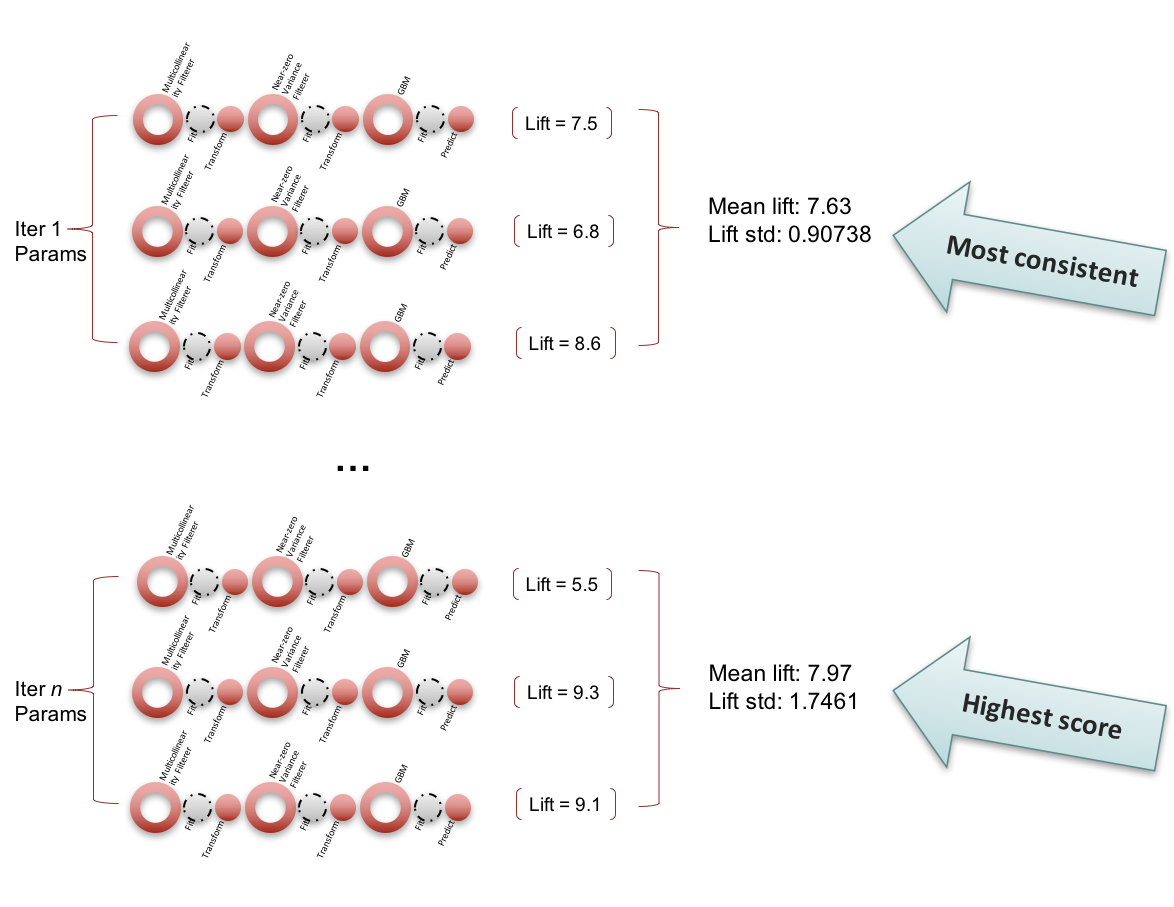 Multicollinear
ity Filterer
Near-zero
Variance
Filterer
GBM
Fit
Transform
Fit
Transform
Fit
Predict
Lift = 7.5
Multicollinear
ity Filterer
Near-zero
Variance
Filterer
GBM
Fit
Transform
Fit
Transform
Fit
Predict
Lift = 6.8
Iter 1
Params
Mean lift: 7.63
Lift std: 0.90738
Most consistent
Multicollinear
ity Filterer
Near-zero
Variance
Filterer
GBM
Fit
Transform
Fit
Transform
Fit
Predict
Lift = 8.6
...
Multicollinear
ity Filterer
Near-zero
Variance
Filterer
GBM
Fit
Transform
Fit
Transform
Fit
Predict
Lift = 5.5
Multicollinear
ity Filterer
Near-zero
Variance
Filterer
GBM
Fit
Transform
Fit
Transform
Fit
Predict
Lift = 9.3
Iter n
Params
Mean lift: 7.97
Lift std: 1.7461
Highest score
Multicollinear
ity Filterer
Near-zero
Variance
Filterer
GBM
Fit
Transform
Fit
Transform
Fit
Predict
Lift = 9.1